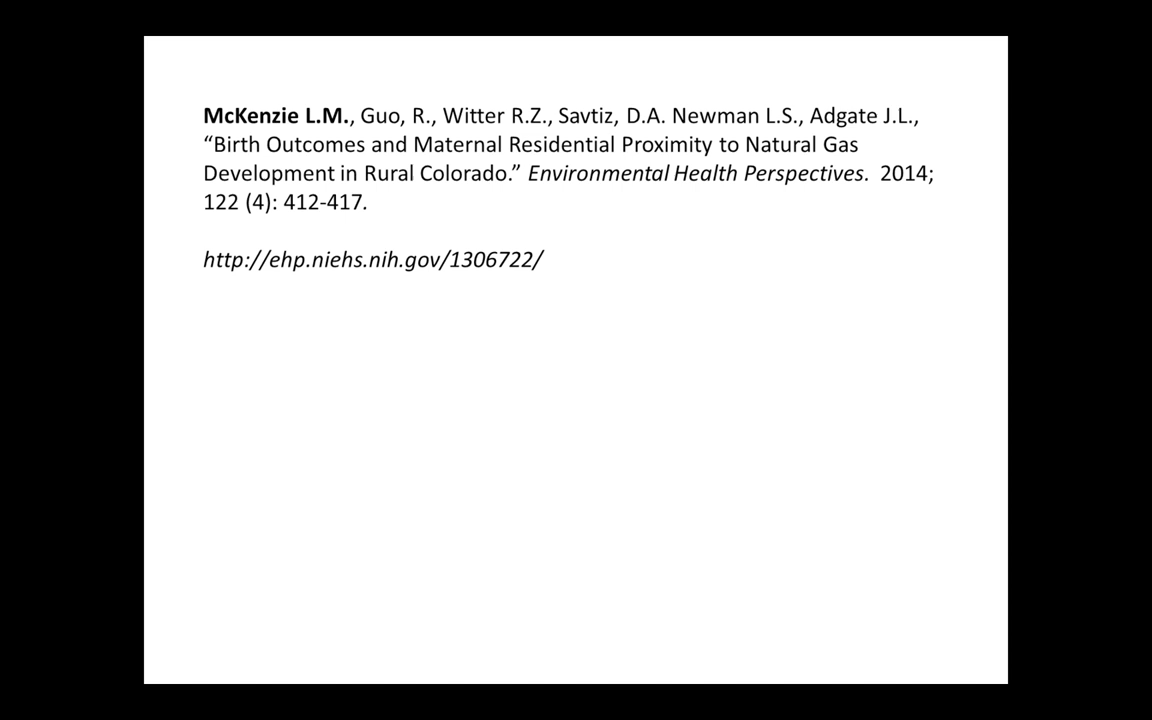 McKenzie L.M., Guo, R., Witter R.Z., Savtiz, D.A. Newman L.S., Adgate J.L.,
“Birth Outcomes and Maternal Residential Proximity to Natural Gas
Development in Rural Colorado.” Environmental Health Perspectives. 2014;
122 (4): 412-417.
http://ehp.niehs.nih.gov/1306722/